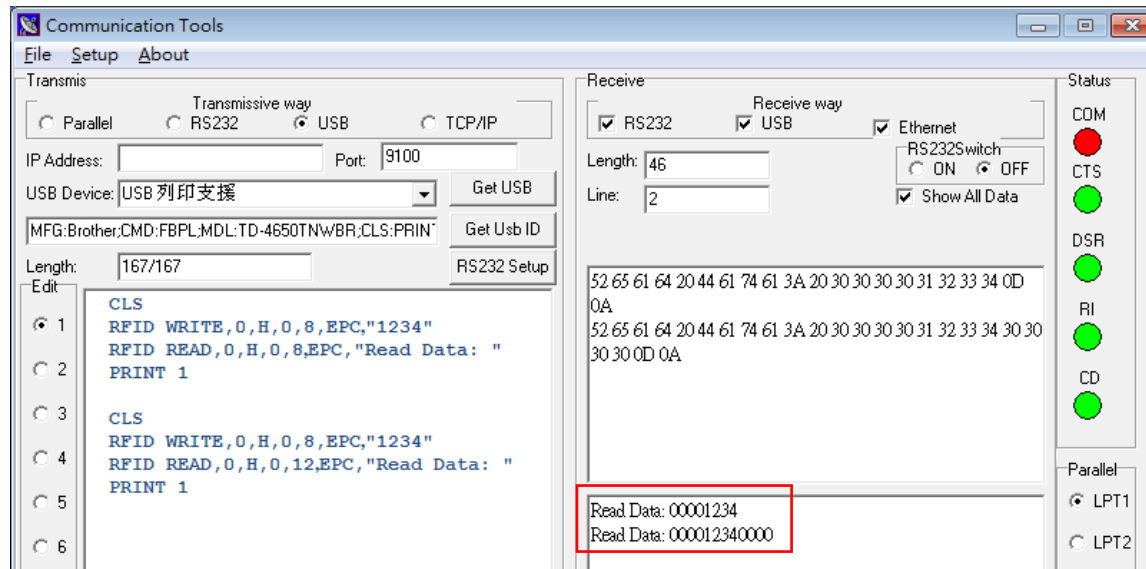 Communication Tools
File Setup About
Transmis
Transmissive way
Parallel RS232 USB TCP/IP
IP Address: Port: 9100
USB Device: USB 列印支援 Get USB
MFG:Brother;CMD:FBPL;MDL:TD-4650TNWBR;CLS:PRIN Get Usb ID
Length: 167/167 RS232 Setup
Edit
1
2
3
4
5
6
CLS
RFID WRITE,0,H,0,8,EPC,"1234"
RFID READ,0,H,0,8,EPC,"Read Data: "
PRINT 1
CLS
RFID WRITE,0,H,0,8,EPC,"1234"
RFID READ,0,H,0,12,EPC,"Read Data: "
PRINT 1
Receive
Receive way
RS232 USB Ethernet
Length: 46
RS232Switch
ON OFF
Line: 2
Show All Data
52 65 61 64 20 44 61 74 61 3A 20 30 30 30 30 31 32 33 34 0D
0A
52 65 61 64 20 44 61 74 61 3A 20 30 30 30 30 31 32 33 34 30 30
30 30 0D 0A
Read Data: 00001234
Read Data: 000012340000
Status
COM
CTS
DSR
RI
CD
Parallel
LPT1
LPT2